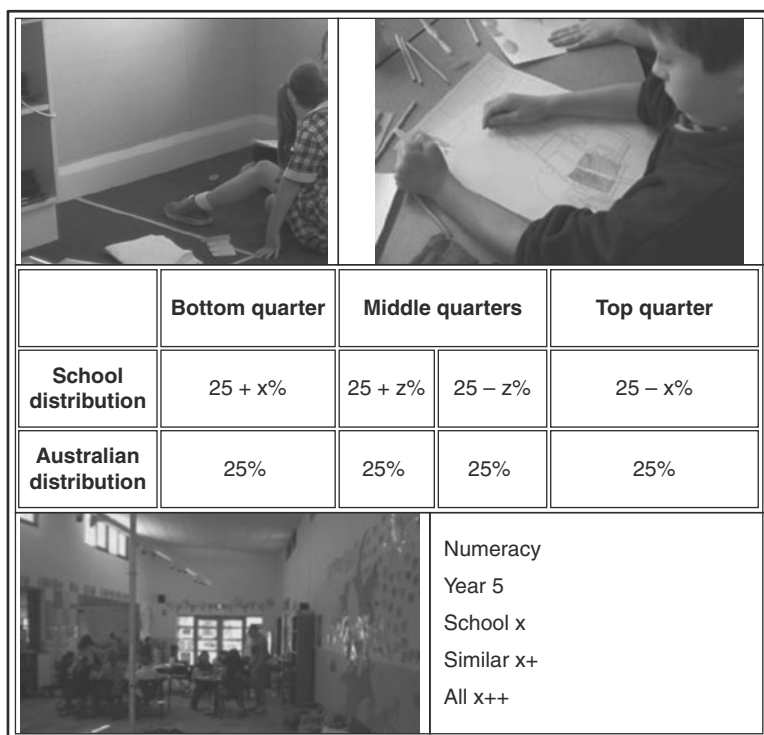 Bottom quarter Middle quarters Top quarter
School distribution 25 + x% 25 + z% 25 – z% 25 – x%
Australian distribution 25% 25% 25% 25%
Numeracy
Year 5
School x
Similar x+
All x++